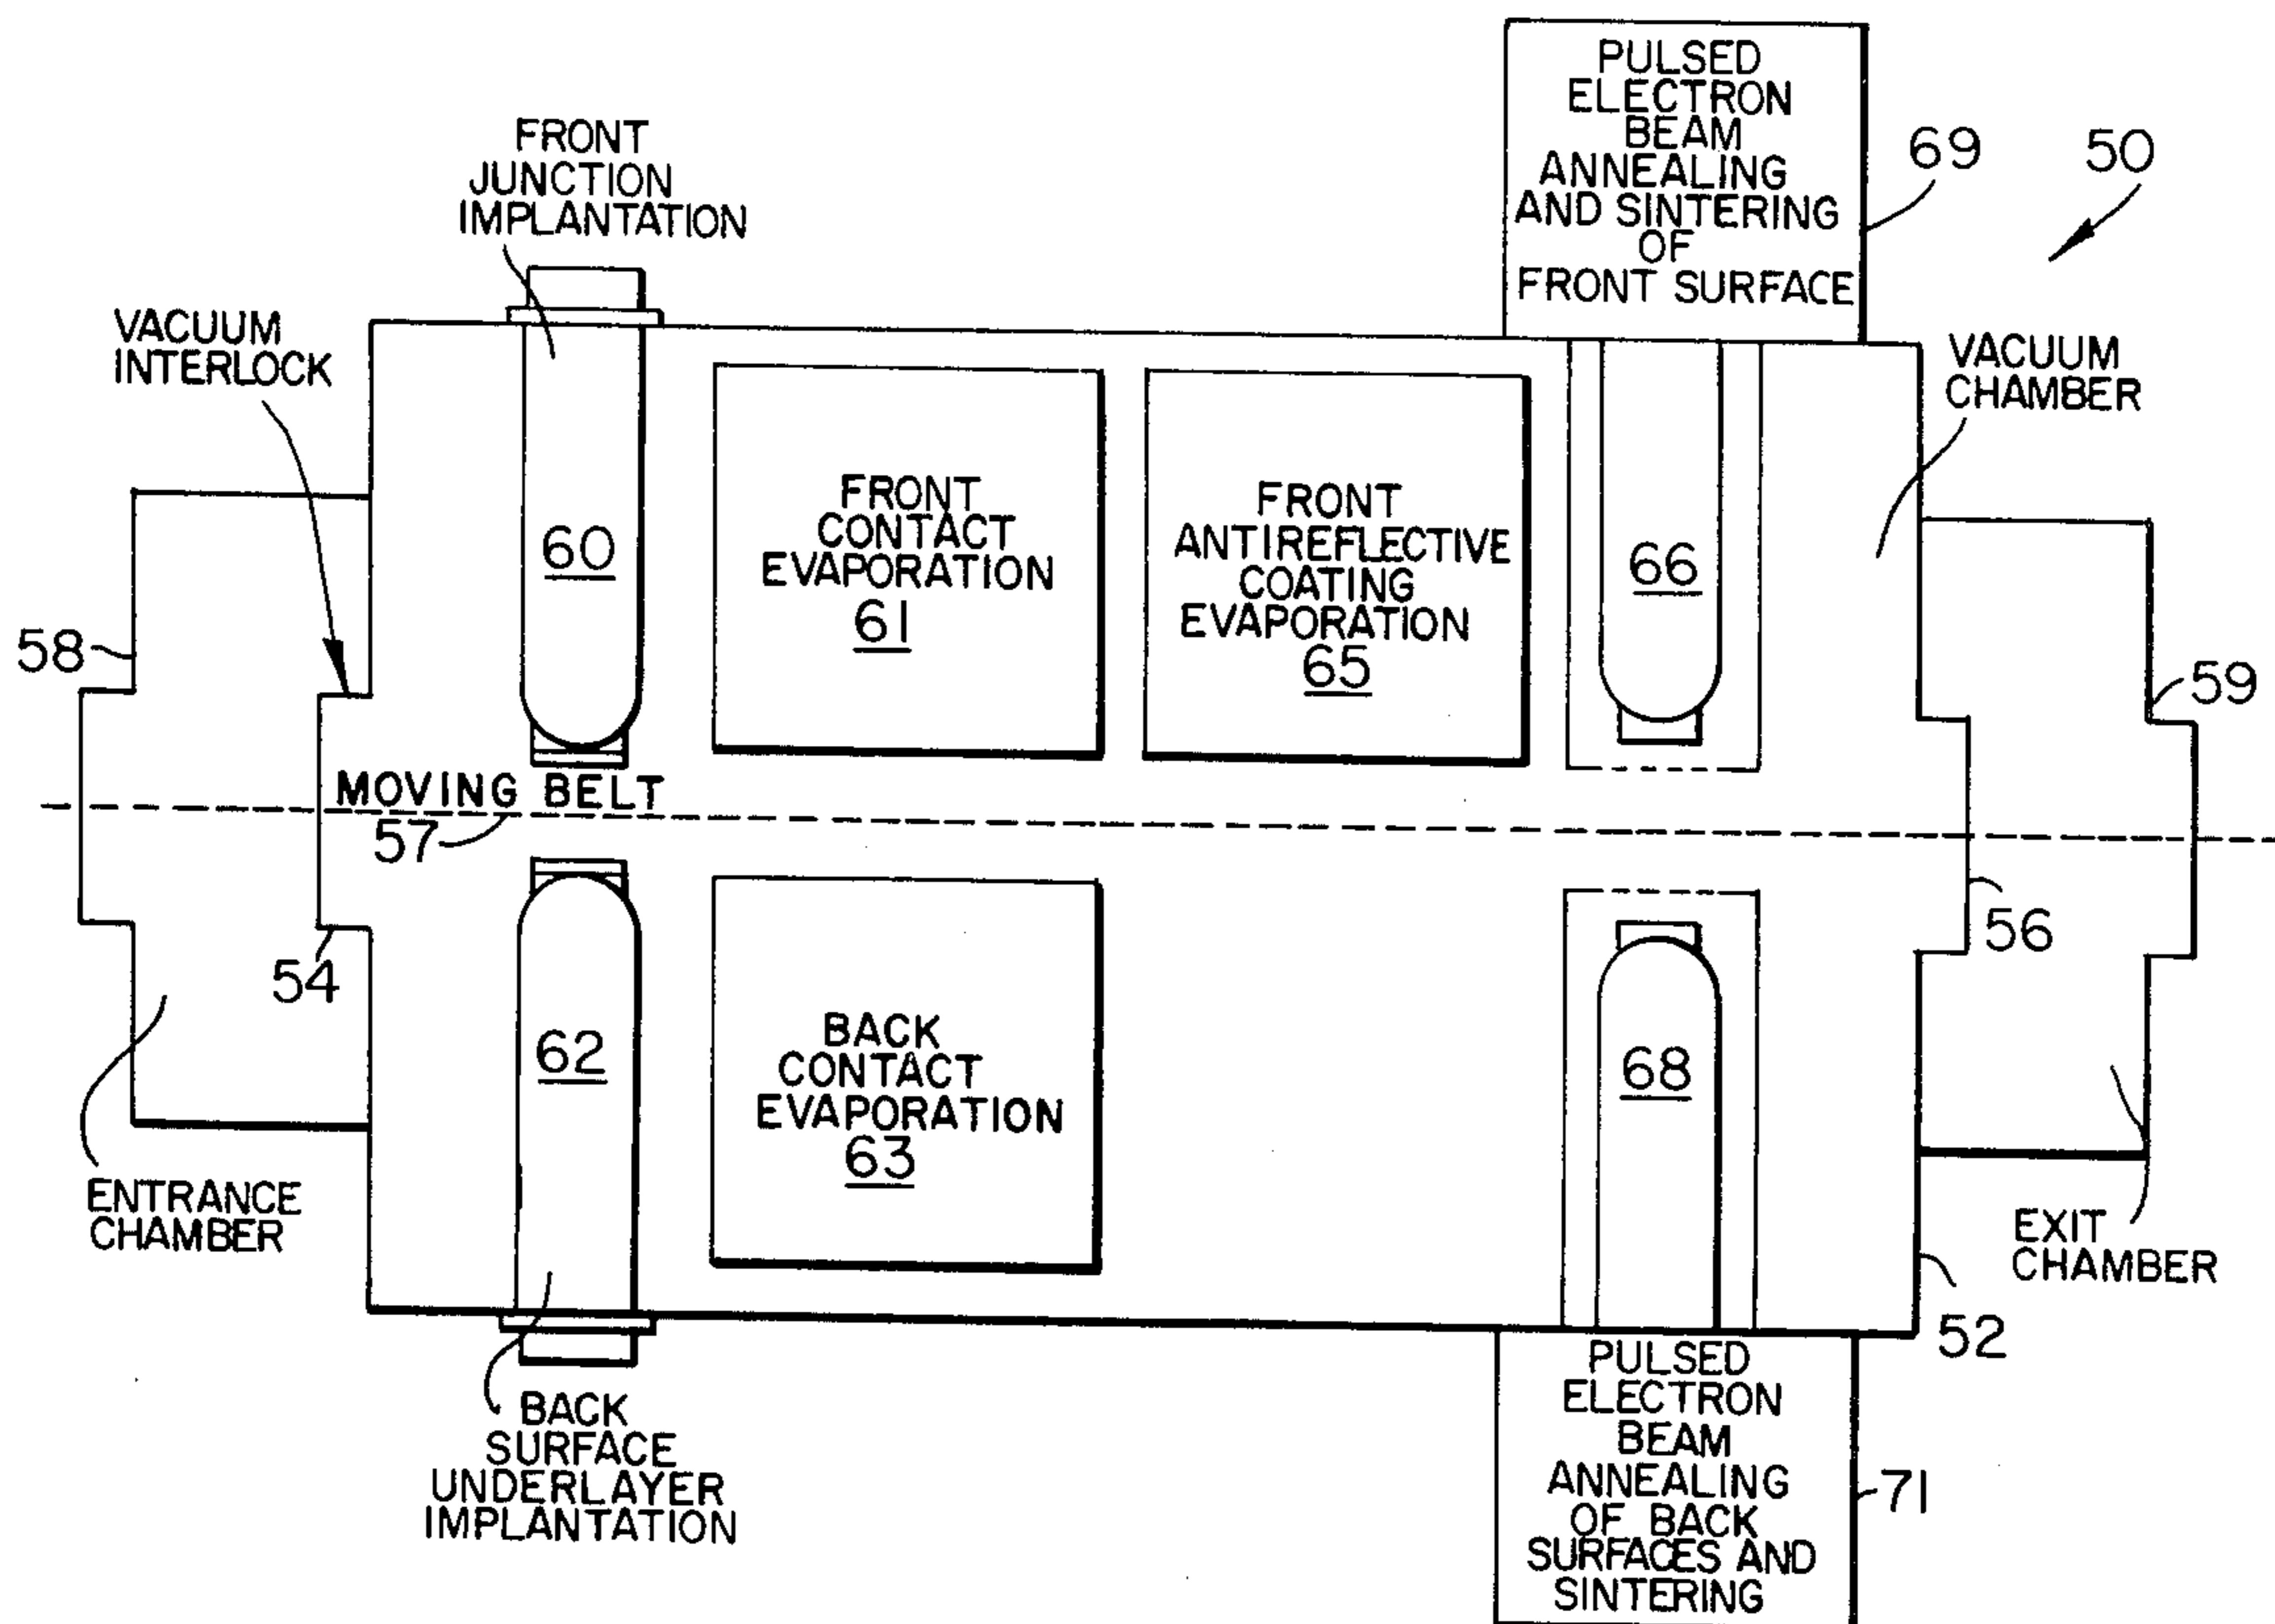 PULSED
ELECTRON
BEAM
ANNEALING
AND SINTERING
OF
FRONT SURFACE
69
50
FRONT
JUNCTION
IMPLANTATION
VACUUM
INTERLOCK
VACUUM
CHAMBER
60
FRONT
CONTACT
EVAPORATION
61
FRONT
ANTIREFLECTIVE
COATING
EVAPORATION
65
66
58
59
MOVING BELT
57
54
56
62
BACK
CONTACT
EVAPORATION
63
68
ENTRANCE
CHAMBER
EXIT
CHAMBER
52
BACK
SURFACE
UNDERLAYER
IMPLANTATION
PULSED
ELECTRON
BEAM
ANNEALING
OF BACK
SURFACES AND
SINTERING
71